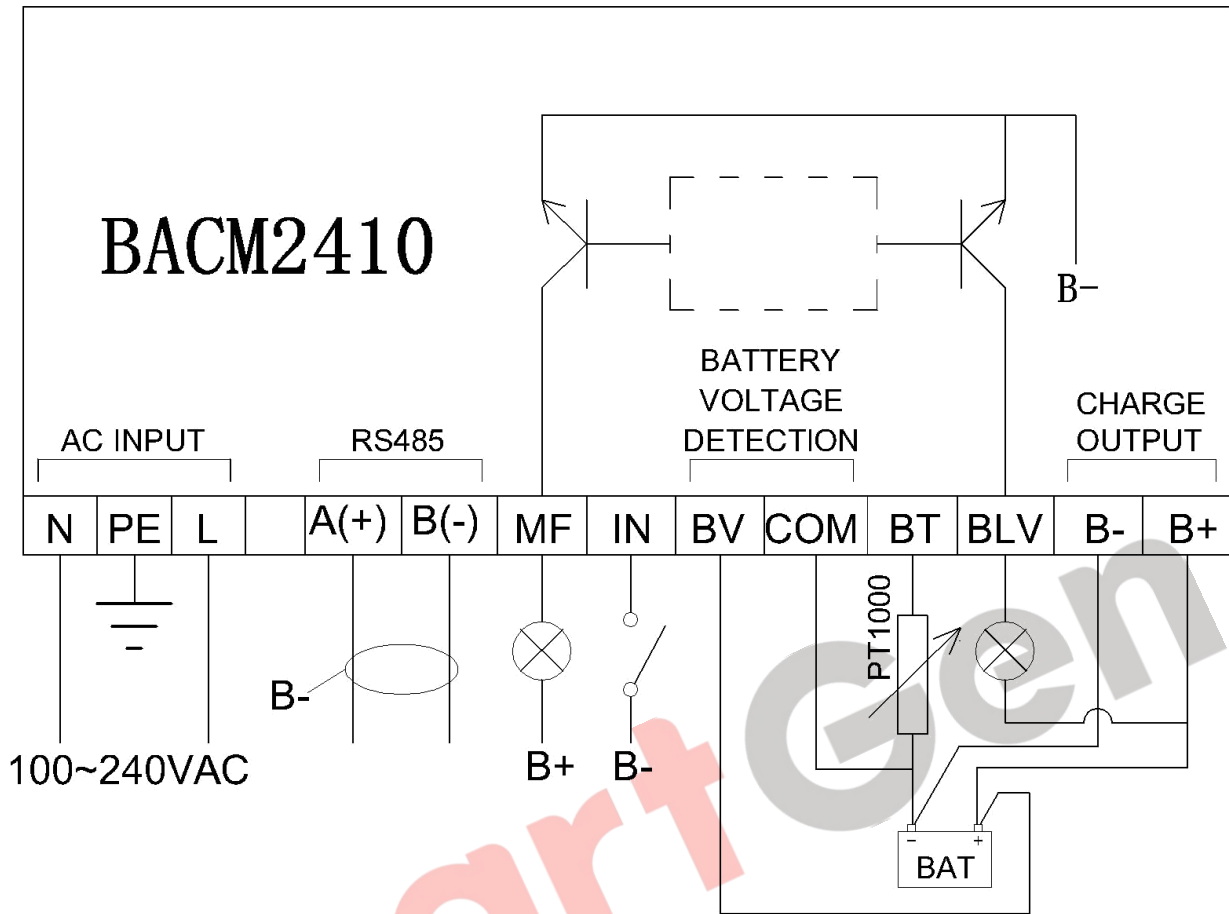 BACM2410
B-
BATTERY
VOLTAGE
DETECTION
CHARGE
OUTPUT
AC INPUT
RS485
N PE L A(+) B(-) MF IN BV COM BT BLV B- B+
PT1000
B-
100~240VAC
B+ B-
- +
BAT
artGen